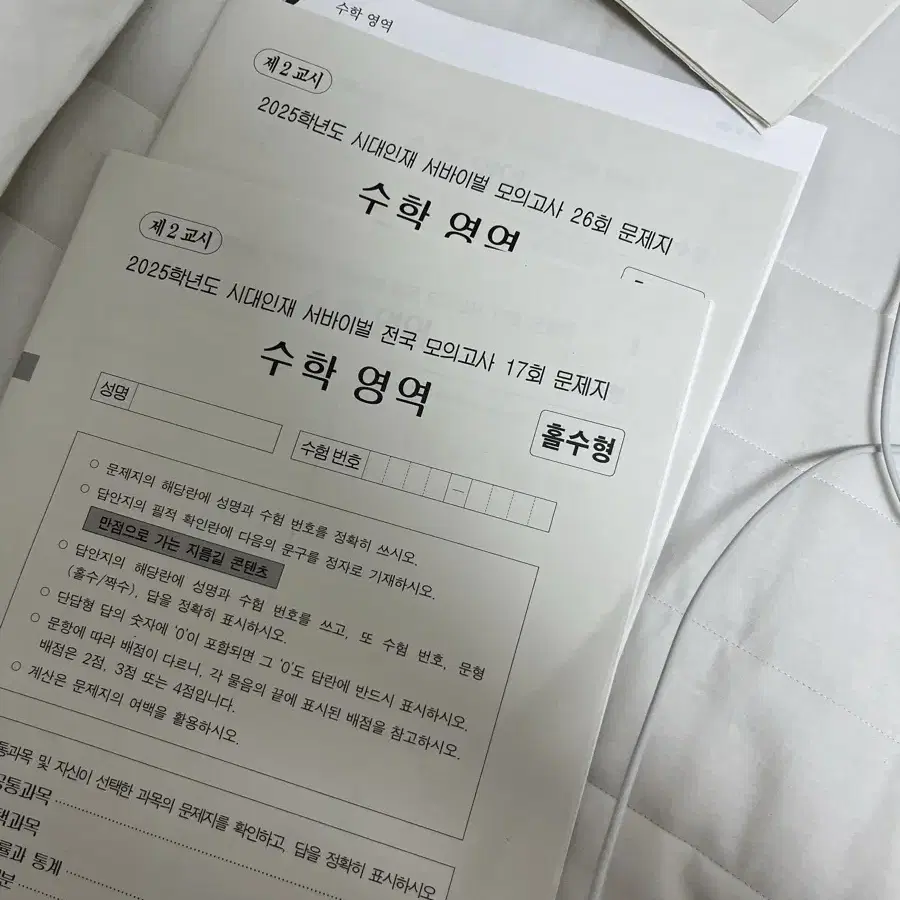 수학 영역
제 2 교시
2025학년도 시대인재 서바이벌 모의고사 26회 문제지
수학 영역
제 2 교시
2025학년도 시대인재 서바이벌 전국 모의고사 17회 문제지
수학 영역
홀수형
성명
수험 번호
○ 문제지의 해당란에 성명과 수험 번호를 정확히 쓰시오.
○ 답안지의 필적 확인란에 다음의 문구를 정자로 기재하시오.
만점으로 가는 지름길 콘텐츠
○ 답안지의 해당란에 성명과 수험 번호를 쓰고, 또 수험 번호, 문형
(홀수/짝수), 답을 정확히 표시하시오.
○ 단답형 답의 숫자에 '0'이 포함되면 그 '0'도 답란에 반드시 표시하시오.
○ 문항에 따라 배점이 다르니, 각 물음의 끝에 표시된 배점을 참고하시오.
배점은 2점, 3점 또는 4점입니다.
○ 계산은 문제지의 여백을 활용하시오.
통과목 및 자신이 선택한 과목의 문제지를 확인하고, 답을 정확히 표시하시오
공통과목
택과목
률과 통계
분